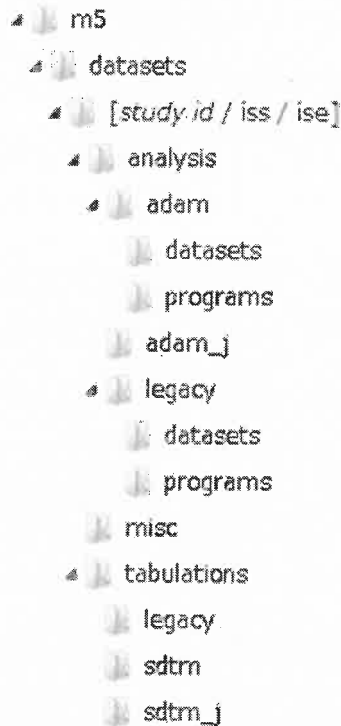 m5
datasets
[study id / iss / ise]
analysis
adam
datasets
programs
adam_j
legacy
datasets
programs
misc
tabulations
legacy
sdtm
sdtm_j